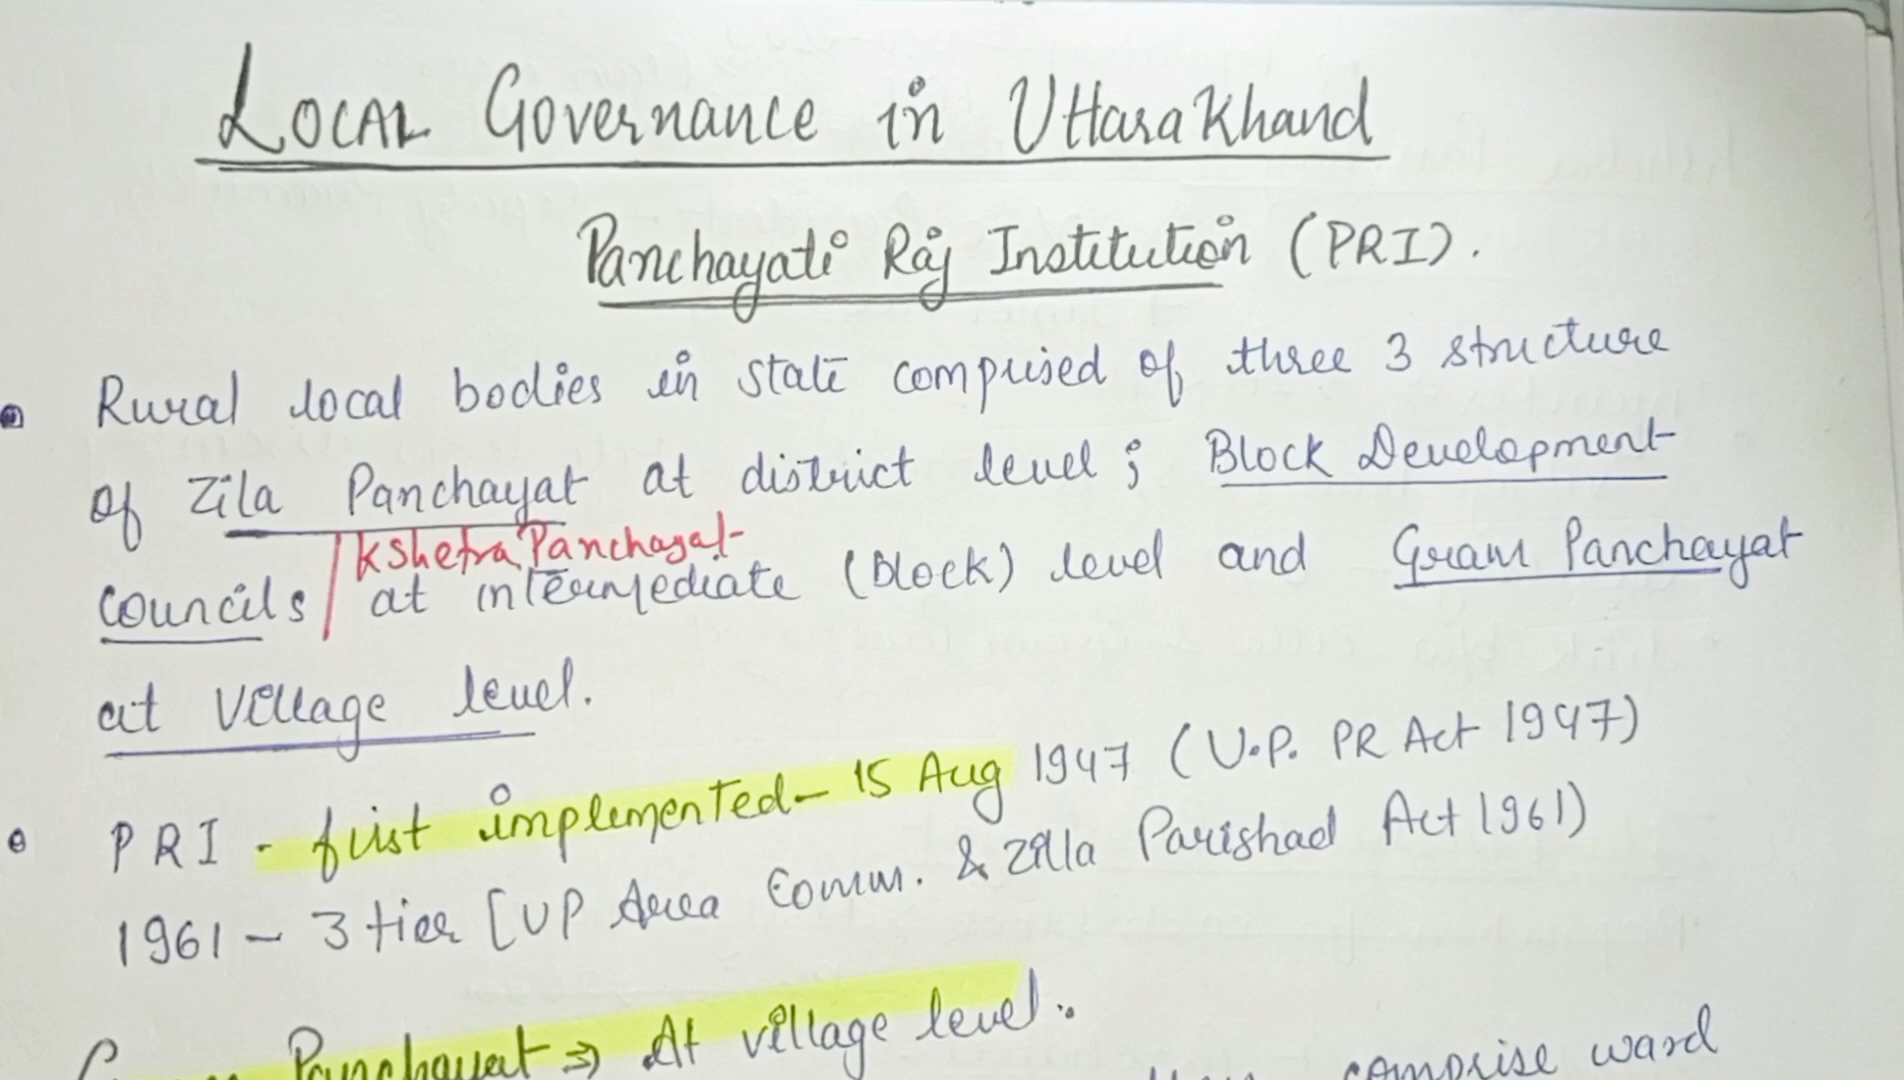 Local Governance in Uttarakhand
Panchayati Raj Institution (PRI).
Rural local bodies in state comprised of three 3 structure
of Zila Panchayat at district level; Block Development
Kshetra Panchayat
councils / at intermediate (Block) level and Gram Panchayat
at village level.
PRI - first implemented - 15 Aug 1947 (U.P. PR Act 1947)
1961 - 3 tier [UP Area Comm. & Zilla Parishad Act 1961)
Panchayat ⇒ At village level.
comprise ward